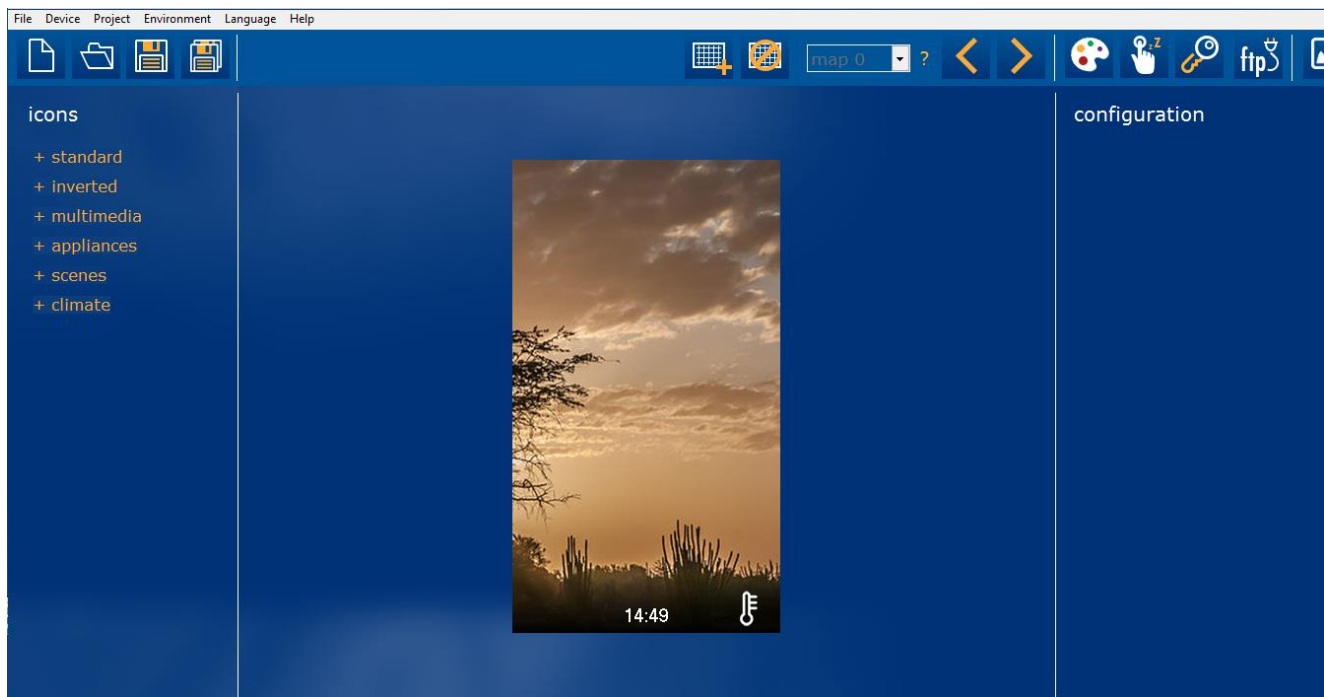 File Device Project Environment Language Help
map 0 ? ftp
icons
configuration
+ standard
+ inverted
+ multimedia
+ appliances
+ scenes
+ climate
14:49